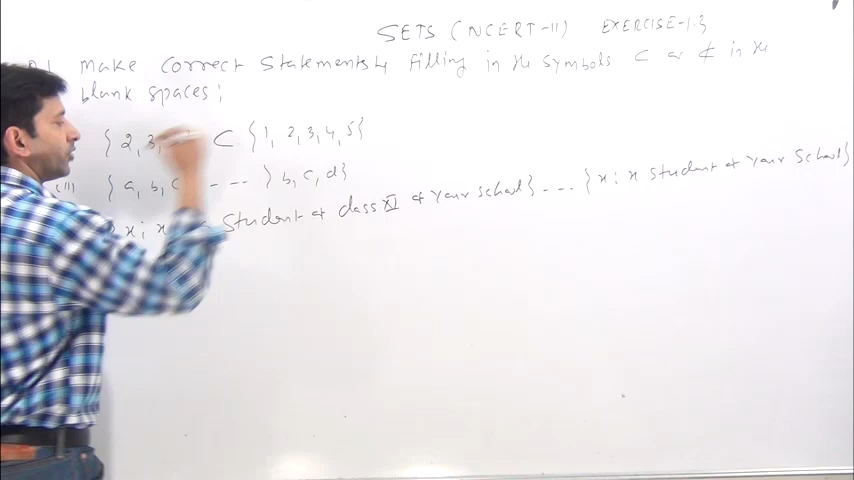 SETS (NCERT-11) EXERCISE-1.3
Make Correct Statements by filling in the symbols ⊂ or ⊄ in the
blank spaces:
{ 2, 3, ⊂ { 1, 2, 3, 4, 5 }
(ii) { a, b, c ... ... } b, c, d }
x: x Student of class XI of your school } ... { x : x student of your School }